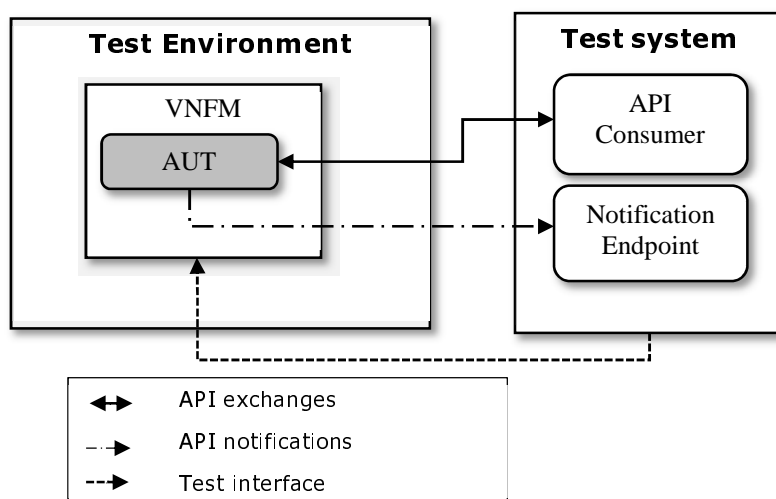 Test Environment
VNFM
AUT
Test system
API
Consumer
Notification
Endpoint
API exchanges
API notifications
Test interface